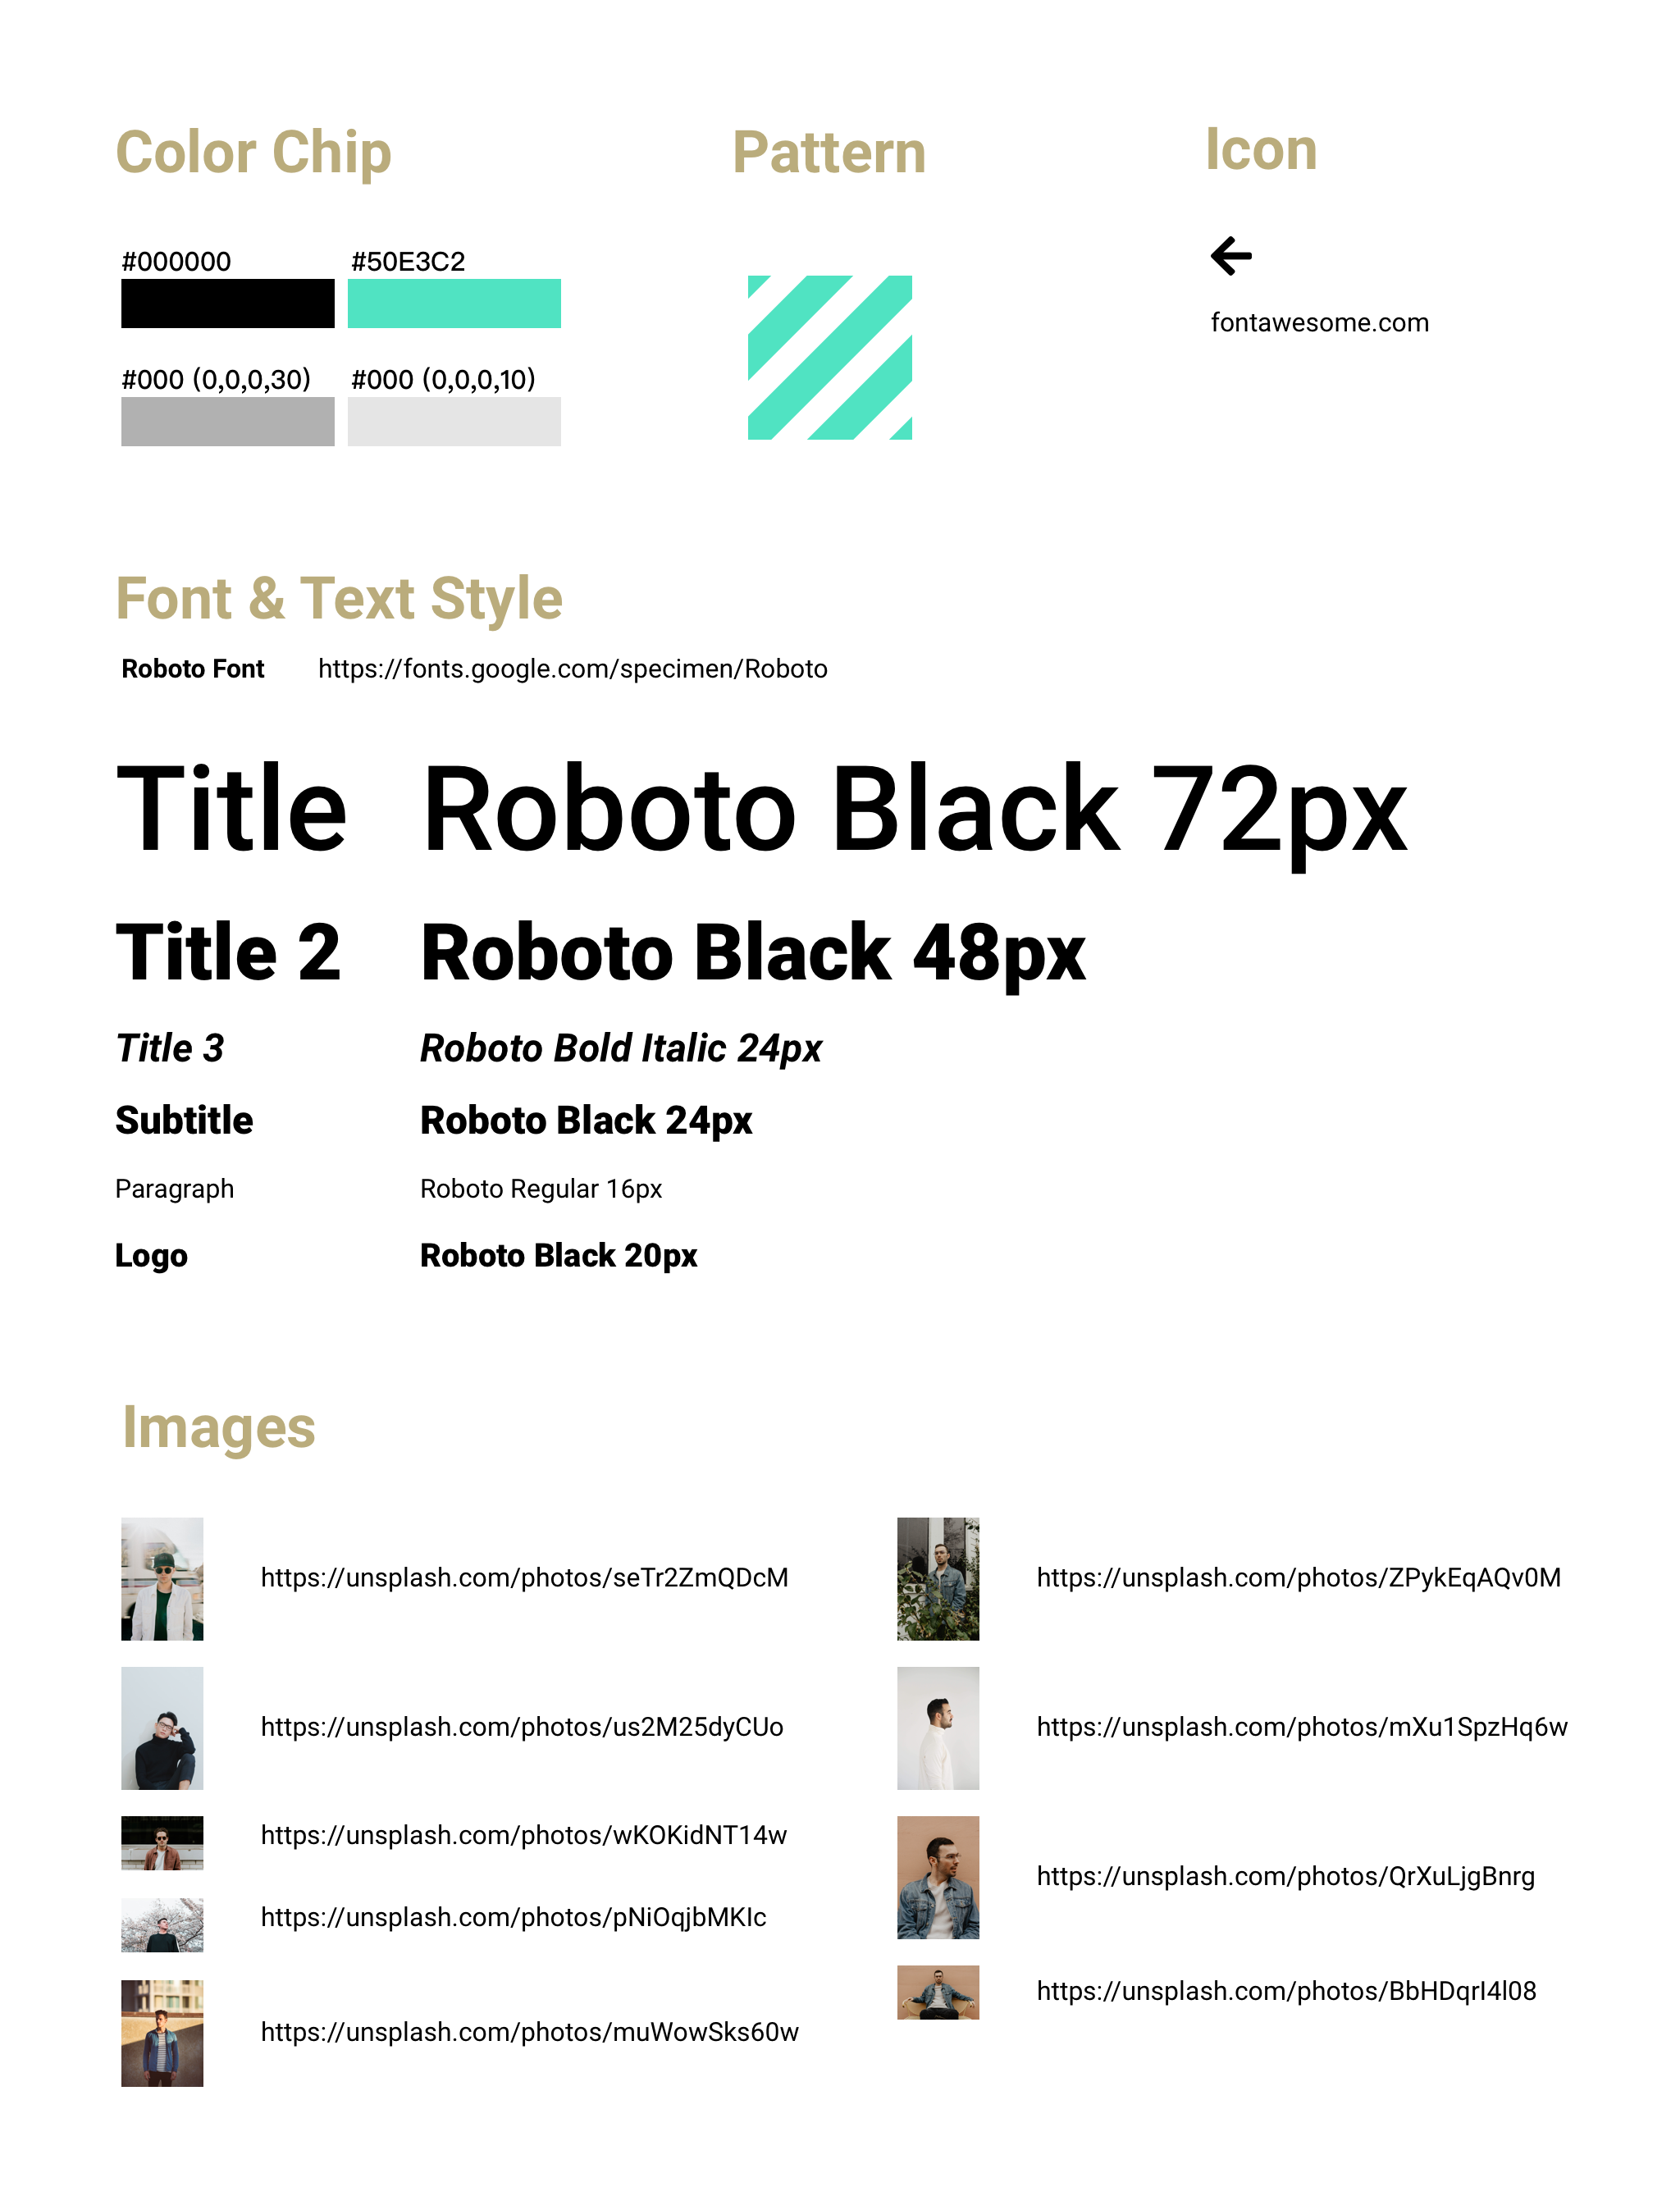 Color Chip
Pattern
Icon
#000000
#50E3C2
#000 (0,0,0,30)
#000 (0,0,0,10)
fontawesome.com
Font & Text Style
Roboto Font https://fonts.google.com/specimen/Roboto
Title Roboto Black 72px
Title 2 Roboto Black 48px
Title 3 Roboto Bold Italic 24px
Subtitle Roboto Black 24px
Paragraph Roboto Regular 16px
Logo Roboto Black 20px
Images
https://unsplash.com/photos/seTr2ZmQDcM
https://unsplash.com/photos/us2M25dyCUo
https://unsplash.com/photos/wKOKidNT14w
https://unsplash.com/photos/pNiOqjbMKIc
https://unsplash.com/photos/muWowSks60w
https://unsplash.com/photos/ZPykEqAQv0M
https://unsplash.com/photos/mXu1SpzHq6w
https://unsplash.com/photos/QrXuLjgBnrg
https://unsplash.com/photos/BbHDqrI4l08